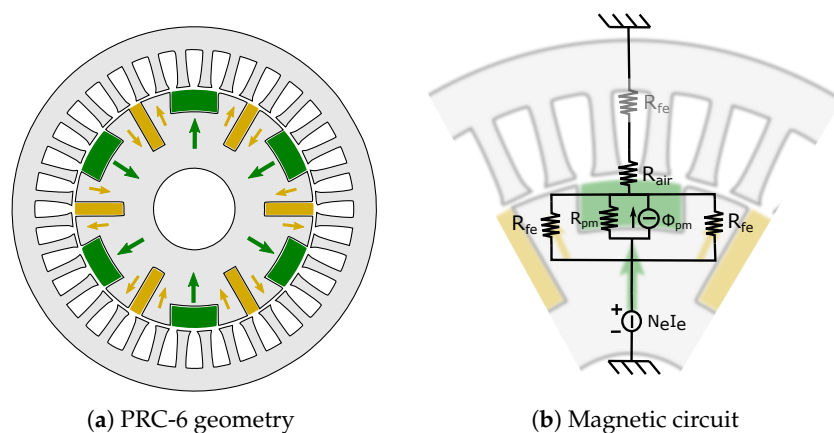 R_fe
R_air
R_fe R_pm Φ_pm R_fe
+
− N_eI_e
(a) PRC-6 geometry (b) Magnetic circuit